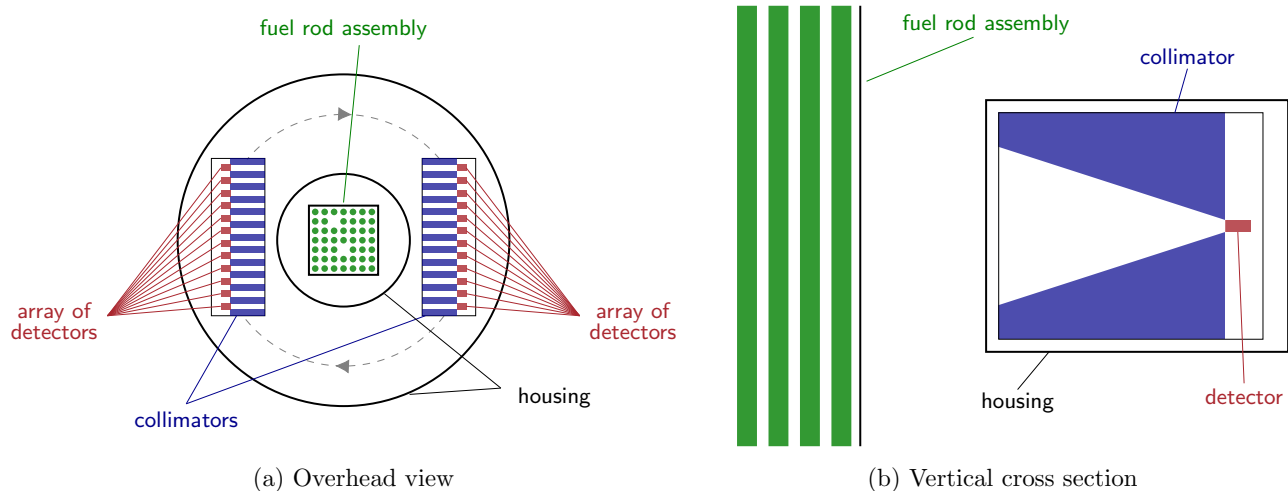 fuel rod assembly
array of
detectors
array of
detectors
housing
collimators
(a) Overhead view
fuel rod assembly
collimator
housing
detector
(b) Vertical cross section